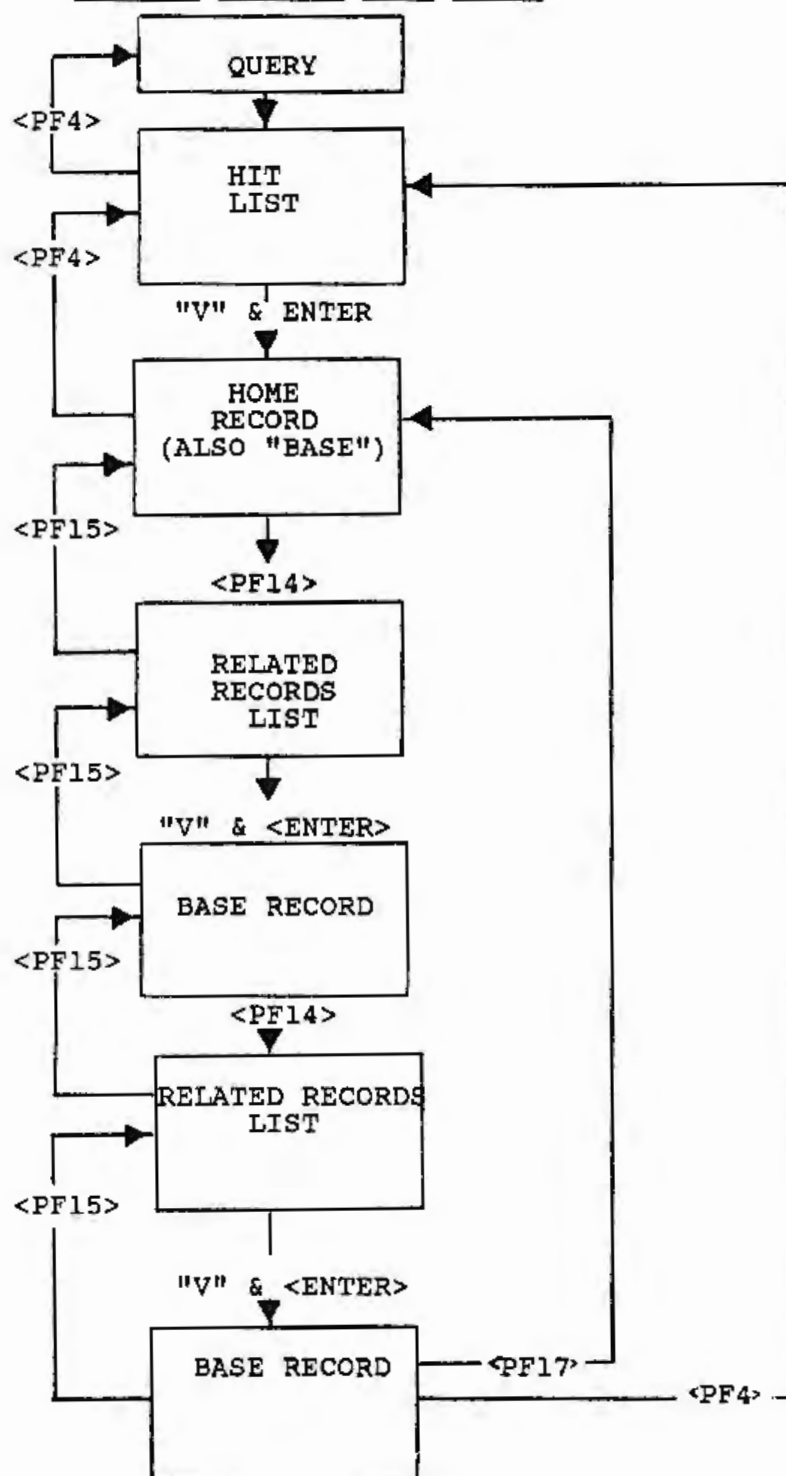 QUERY
<PF4>
HIT
LIST
<PF4>
"V" & ENTER
HOME
RECORD
(ALSO "BASE")
<PF15>
<PF14>
RELATED
RECORDS
LIST
<PF15>
"V" & <ENTER>
BASE RECORD
<PF15>
<PF14>
RELATED RECORDS
LIST
<PF15>
"V" & <ENTER>
BASE RECORD
<PF17>
<PF4>